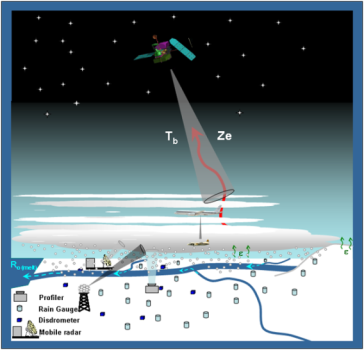 Tb Ze
E
E
Profiler
Rain Gauge
Disdrometer
Mobile radar